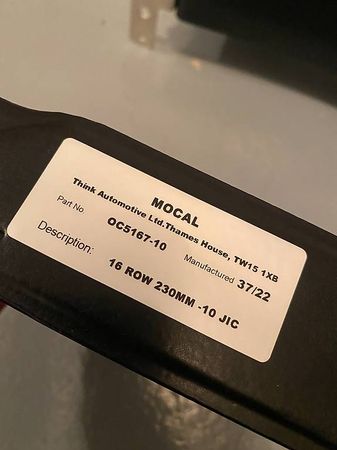 MOCAL
Think Automotive Ltd.Thames House, TW15 1XB
Part No OC5167-10 Manufactured 37/22
Description:
16 ROW 230MM -10 JIC